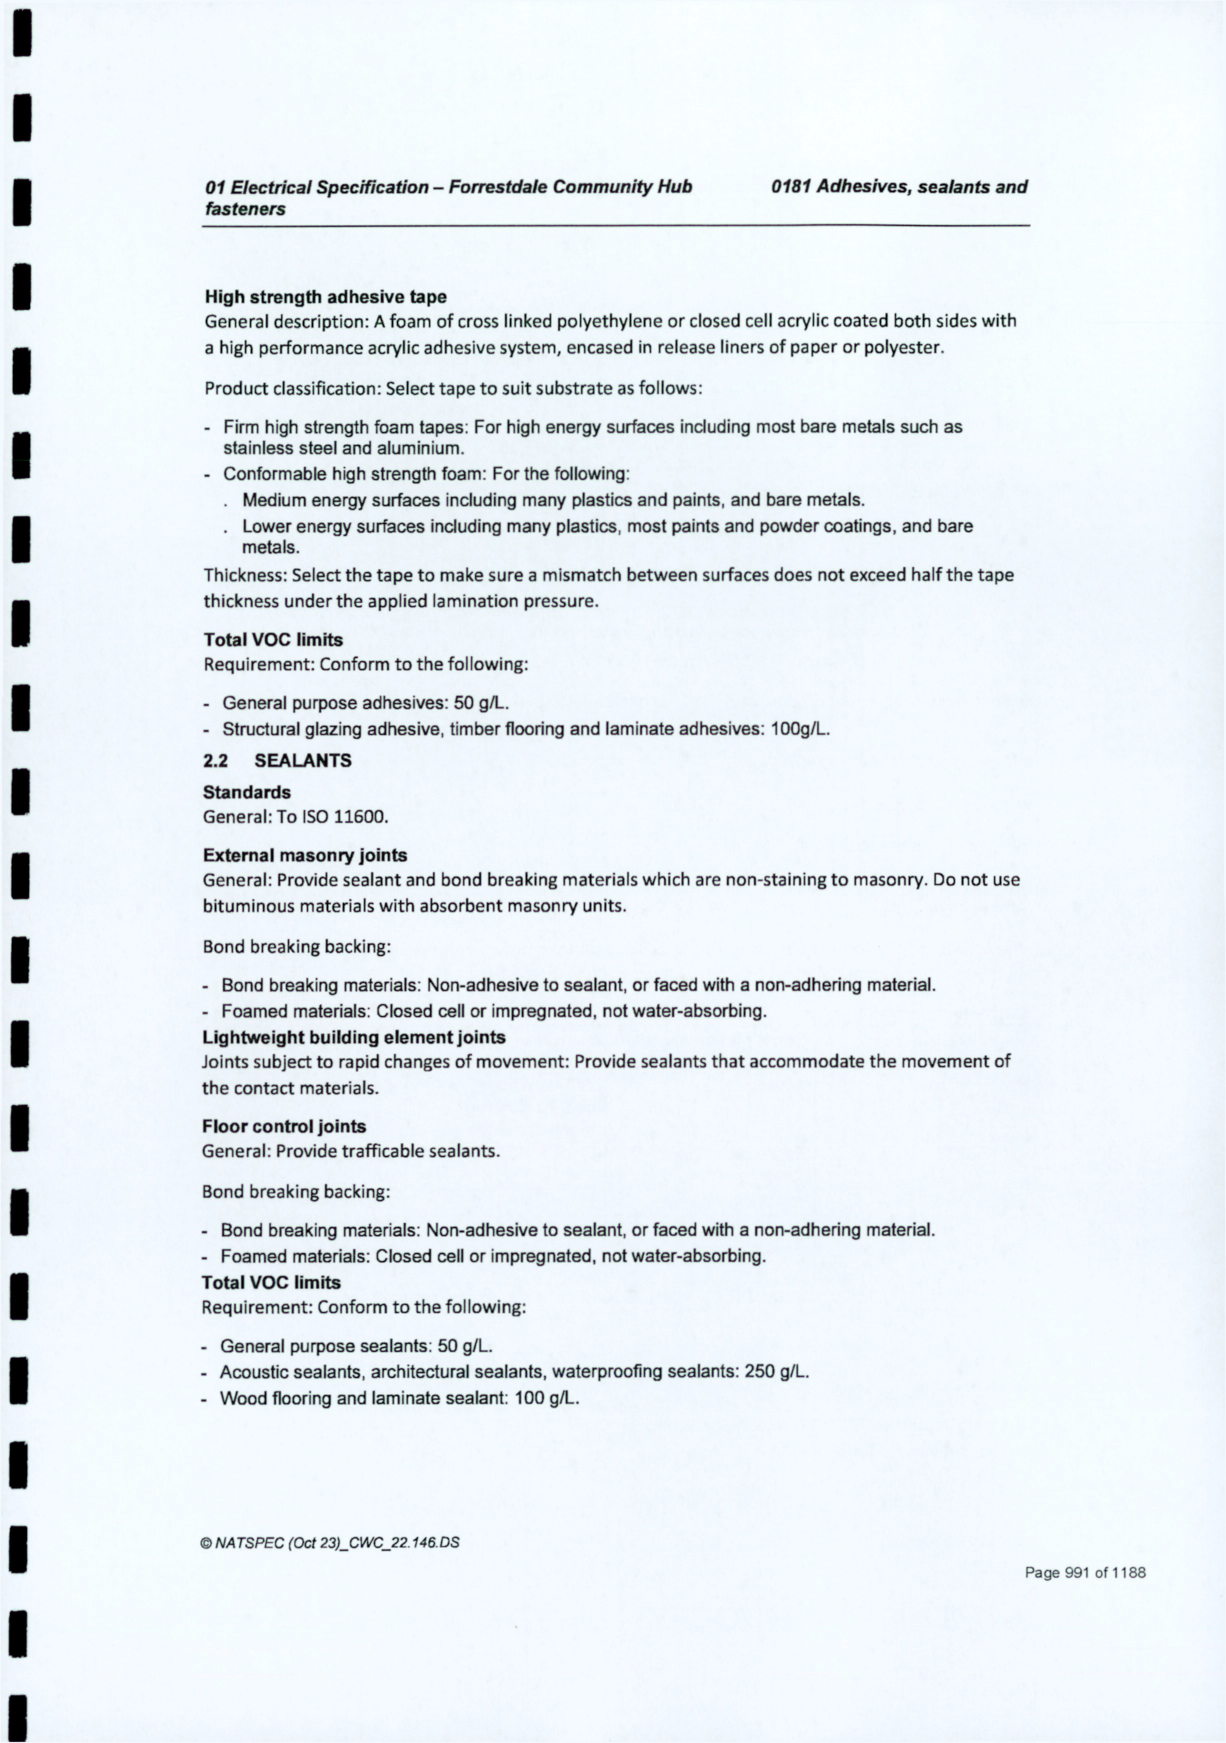 01 Electrical Specification – Forrestdale Community Hub 0181 Adhesives, sealants and
fasteners
High strength adhesive tape
General description: A foam of cross linked polyethylene or closed cell acrylic coated both sides with
a high performance acrylic adhesive system, encased in release liners of paper or polyester.
Product classification: Select tape to suit substrate as follows:
- Firm high strength foam tapes: For high energy surfaces including most bare metals such as
stainless steel and aluminium.
- Conformable high strength foam: For the following:
. Medium energy surfaces including many plastics and paints, and bare metals.
. Lower energy surfaces including many plastics, most paints and powder coatings, and bare
metals.
Thickness: Select the tape to make sure a mismatch between surfaces does not exceed half the tape
thickness under the applied lamination pressure.
Total VOC limits
Requirement: Conform to the following:
- General purpose adhesives: 50 g/L.
- Structural glazing adhesive, timber flooring and laminate adhesives: 100g/L.
2.2 SEALANTS
Standards
General: To ISO 11600.
External masonry joints
General: Provide sealant and bond breaking materials which are non-staining to masonry. Do not use
bituminous materials with absorbent masonry units.
Bond breaking backing:
- Bond breaking materials: Non-adhesive to sealant, or faced with a non-adhering material.
- Foamed materials: Closed cell or impregnated, not water-absorbing.
Lightweight building element joints
Joints subject to rapid changes of movement: Provide sealants that accommodate the movement of
the contact materials.
Floor control joints
General: Provide trafficable sealants.
Bond breaking backing:
- Bond breaking materials: Non-adhesive to sealant, or faced with a non-adhering material.
- Foamed materials: Closed cell or impregnated, not water-absorbing.
Total VOC limits
Requirement: Conform to the following:
- General purpose sealants: 50 g/L.
- Acoustic sealants, architectural sealants, waterproofing sealants: 250 g/L.
- Wood flooring and laminate sealant: 100 g/L.
© NATSPEC (Oct 23)_CWC_22.146.DS
Page 991 of 1188